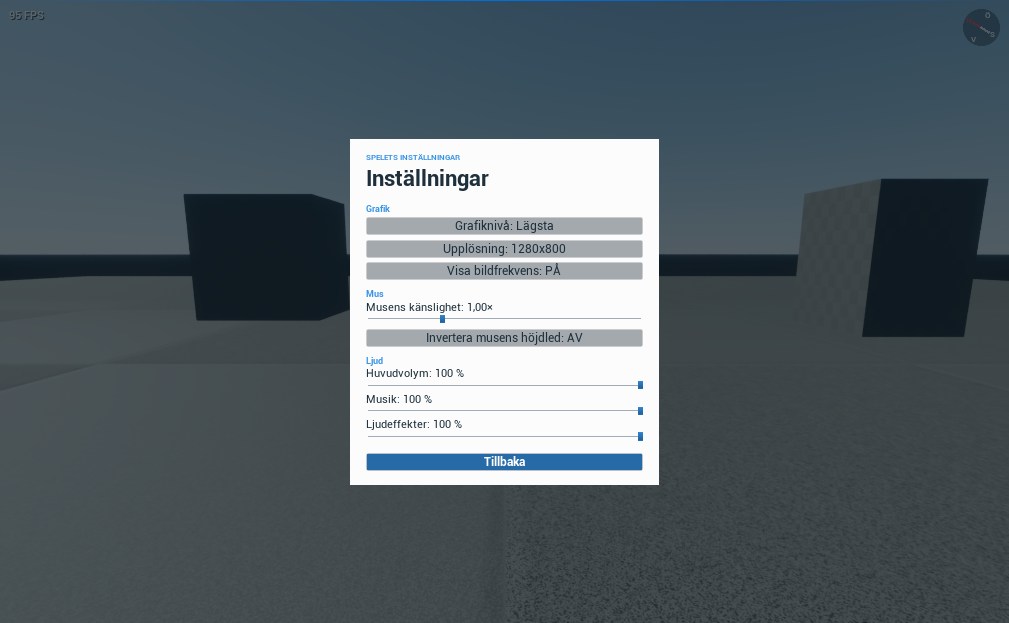 95 FPS
Ö
S
V
SPELETS INSTÄLLNINGAR
Inställningar
Grafik
Grafiknivå: Lägsta
Upplösning: 1280x800
Visa bildfrekvens: PÅ
Mus
Musens känslighet: 1,00×
Invertera musens höjdled: AV
Ljud
Huvudvolym: 100 %
Musik: 100 %
Ljudeffekter: 100 %
Tillbaka